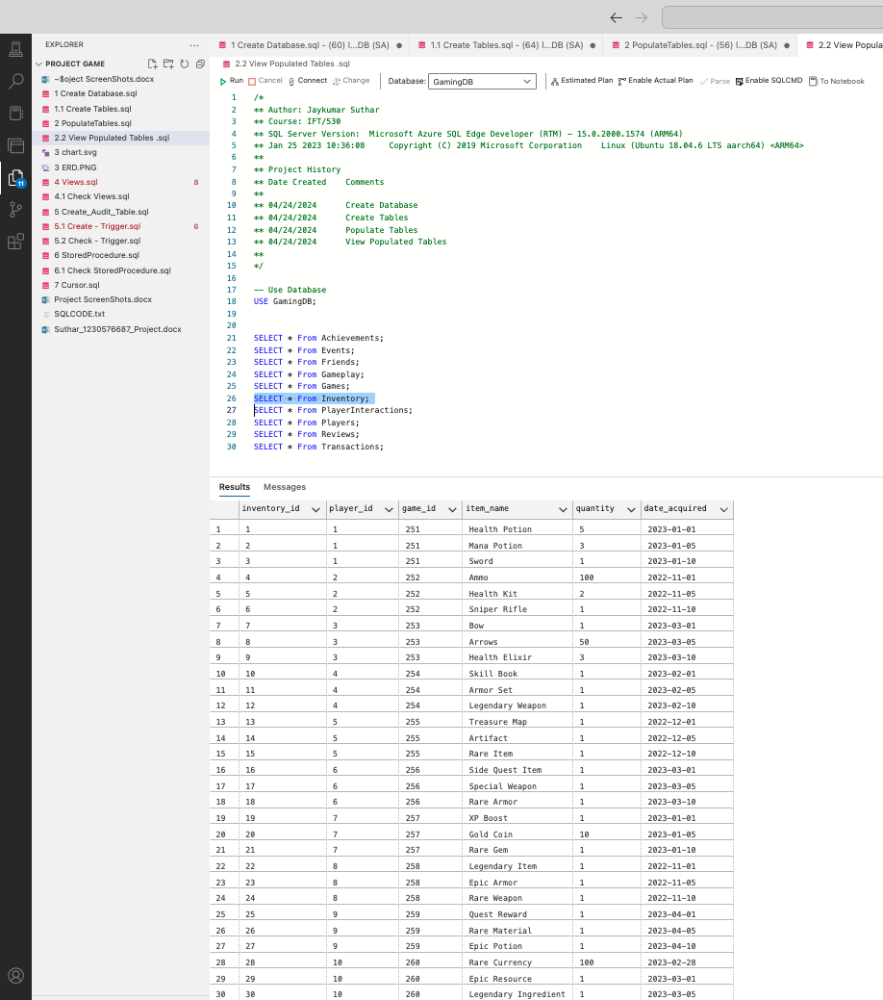 EXPLORER ...
PROJECT GAME
~$oject ScreenShots.docx
1 Create Database.sql
1.1 Create Tables.sql
2 PopulateTables.sql
2.2 View Populated Tables .sql
3 chart.svg
3 ERD.PNG
4 Views.sql 8
4.1 Check Views.sql
5 Create_Audit_Table.sql
5.1 Create - Trigger.sql 6
5.2 Check - Trigger.sql
6 StoredProcedure.sql
6.1 Check StoredProcedure.sql
7 Cursor.sql
Project ScreenShots.docx
SQLCODE.txt
Suthar_1230576687_Project.docx
11
1 Create Database.sql - (60) l...DB (SA) 1.1 Create Tables.sql - (64) l...DB (SA) 2 PopulateTables.sql - (56) l...DB (SA) 2.2 View Popula
2.2 View Populated Tables .sql
Run Cancel Connect Change Database: GamingDB Estimated Plan Enable Actual Plan Parse Enable SQLCMD To Notebook
1 /*
2 ** Author: Jaykumar Suthar
3 ** Course: IFT/530
4 ** SQL Server Version: Microsoft Azure SQL Edge Developer (RTM) - 15.0.2000.1574 (ARM64)
5 ** Jan 25 2023 10:36:08 Copyright (C) 2019 Microsoft Corporation Linux (Ubuntu 18.04.6 LTS aarch64) <ARM64>
6 **
7 ** Project History
8 ** Date Created Comments
9 **
10 ** 04/24/2024 Create Database
11 ** 04/24/2024 Create Tables
12 ** 04/24/2024 Populate Tables
13 ** 04/24/2024 View Populated Tables
14 **
15 */
16
17 -- Use Database
18 USE GamingDB;
19
20
21 SELECT * From Achievements;
22 SELECT * From Events;
23 SELECT * From Friends;
24 SELECT * From Gameplay;
25 SELECT * From Games;
26 SELECT * From Inventory;
27 SELECT * From PlayerInteractions;
28 SELECT * From Players;
29 SELECT * From Reviews;
30 SELECT * From Transactions;
Results Messages
inventory_id player_id game_id item_name quantity date_acquired
1 1 1 251 Health Potion 5 2023-01-01
2 2 1 251 Mana Potion 3 2023-01-05
3 3 1 251 Sword 1 2023-01-10
4 4 2 252 Ammo 100 2022-11-01
5 5 2 252 Health Kit 2 2022-11-05
6 6 2 252 Sniper Rifle 1 2022-11-10
7 7 3 253 Bow 1 2023-03-01
8 8 3 253 Arrows 50 2023-03-05
9 9 3 253 Health Elixir 3 2023-03-10
10 10 4 254 Skill Book 1 2023-02-01
11 11 4 254 Armor Set 1 2023-02-05
12 12 4 254 Legendary Weapon 1 2023-02-10
13 13 5 255 Treasure Map 1 2022-12-01
14 14 5 255 Artifact 1 2022-12-05
15 15 5 255 Rare Item 1 2022-12-10
16 16 6 256 Side Quest Item 1 2023-03-01
17 17 6 256 Special Weapon 1 2023-03-05
18 18 6 256 Rare Armor 1 2023-03-10
19 19 7 257 XP Boost 1 2023-01-01
20 20 7 257 Gold Coin 10 2023-01-05
21 21 7 257 Rare Gem 1 2023-01-10
22 22 8 258 Legendary Item 1 2022-11-01
23 23 8 258 Epic Armor 1 2022-11-05
24 24 8 258 Rare Weapon 1 2022-11-10
25 25 9 259 Quest Reward 1 2023-04-01
26 26 9 259 Rare Material 1 2023-04-05
27 27 9 259 Epic Potion 1 2023-04-10
28 28 10 260 Rare Currency 100 2023-02-28
29 29 10 260 Epic Resource 1 2023-03-01
30 30 10 260 Legendary Ingredient 1 2023-03-05